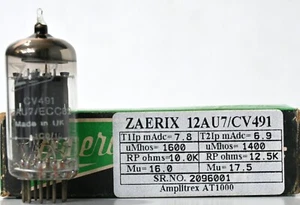 CV491
AU7/ECC82
Made in UK
ZAERIX 12AU7/CV491
T1Ip mAdc= 7.8 T2Ip mAdc= 6.9
uMhos= 1600 uMhos= 1400
RP ohms= 10.0K RP ohms= 12.5K
Mu= 16.0 Mu= 17.5
SR.NO. 2096001
Amplitrex AT1000